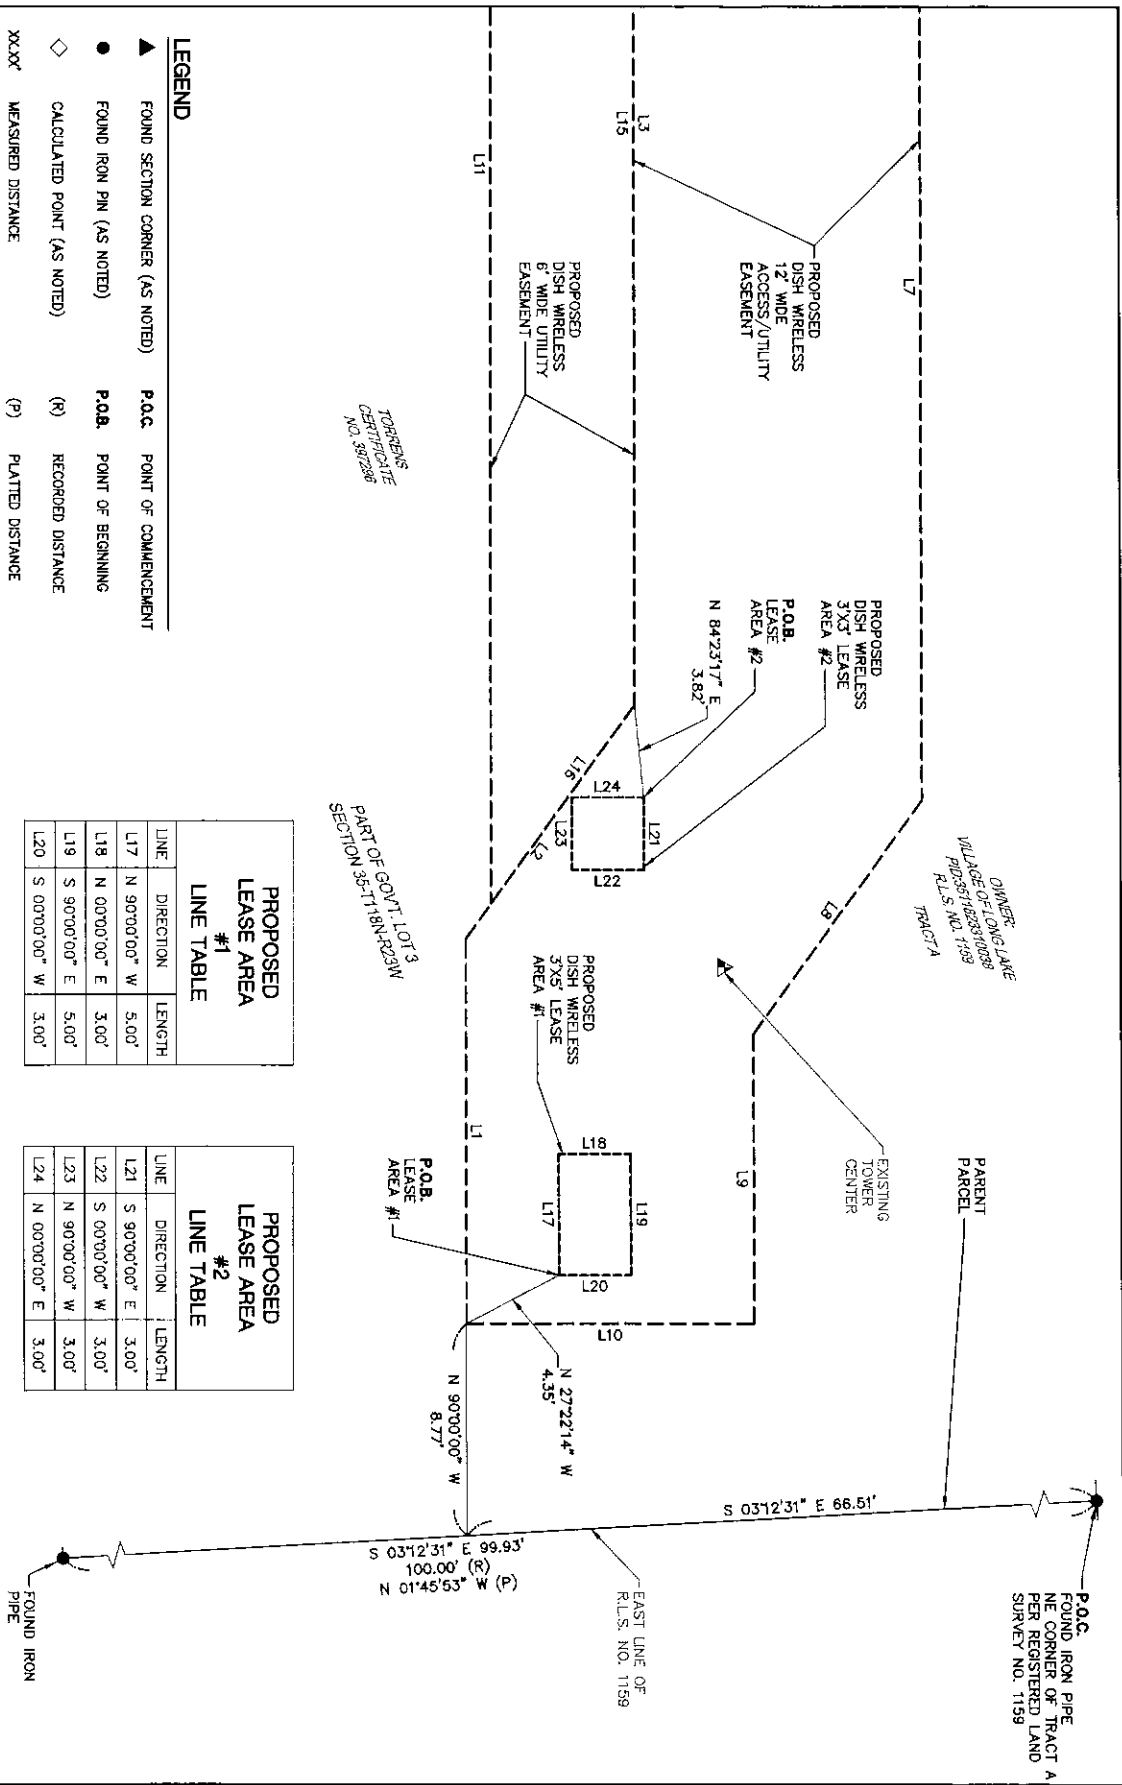 P.O.C.
FOUND IRON PIPE
NE CORNER OF TRACT A
PER REGISTERED LAND
SURVEY NO. 1159
OWNER:
VILLAGE OF LONG LAKE
PID:3511823310038
R.L.S. NO. 1159
TRACT A
PARENT
PARCEL
L7
L8
EXISTING
TOWER
CENTER
L9
S 03°12'31" E 66.51'
PROPOSED
DISH WIRELESS
12' WIDE
ACCESS/UTILITY
EASEMENT
PROPOSED
DISH WIRELESS
3'X3' LEASE
AREA #2
P.O.B.
LEASE
AREA #2
N 84°23'17" E
3.82'
L3
L15
L21
L24
L22
L23
L16
L2
L19
L18
L17
L20
L10
PROPOSED
DISH WIRELESS
3'X5' LEASE
AREA #1
EAST LINE OF
R.L.S. NO. 1159
PROPOSED
DISH WIRELESS
6' WIDE UTILITY
EASEMENT
N 27°22'14" W
4.35'
L11
L1
P.O.B.
LEASE
AREA #1
N 90°00'00" W
8.77'
S 03°12'31" E 99.93'
100.00' (R)
N 01°45'53" W (P)
TORRENS
CERTIFICATE
NO. 397296
PART OF GOV'T. LOT 3
SECTION 35-T118N-R23W
FOUND IRON
PIPE
LEGEND
FOUND SECTION CORNER (AS NOTED) P.O.C. POINT OF COMMENCEMENT
FOUND IRON PIN (AS NOTED) P.O.B. POINT OF BEGINNING
CALCULATED POINT (AS NOTED) (R) RECORDED DISTANCE
XX.XX' MEASURED DISTANCE (P) PLATTED DISTANCE
PROPOSED
LEASE AREA
#1
LINE TABLE
LINE DIRECTION LENGTH
L17 N 90°00'00" W 5.00'
L18 N 00°00'00" E 3.00'
L19 S 90°00'00" E 5.00'
L20 S 00°00'00" W 3.00'
PROPOSED
LEASE AREA
#2
LINE TABLE
LINE DIRECTION LENGTH
L21 S 90°00'00" E 3.00'
L22 S 00°00'00" W 3.00'
L23 N 90°00'00" W 3.00'
L24 N 00°00'00" E 3.00'